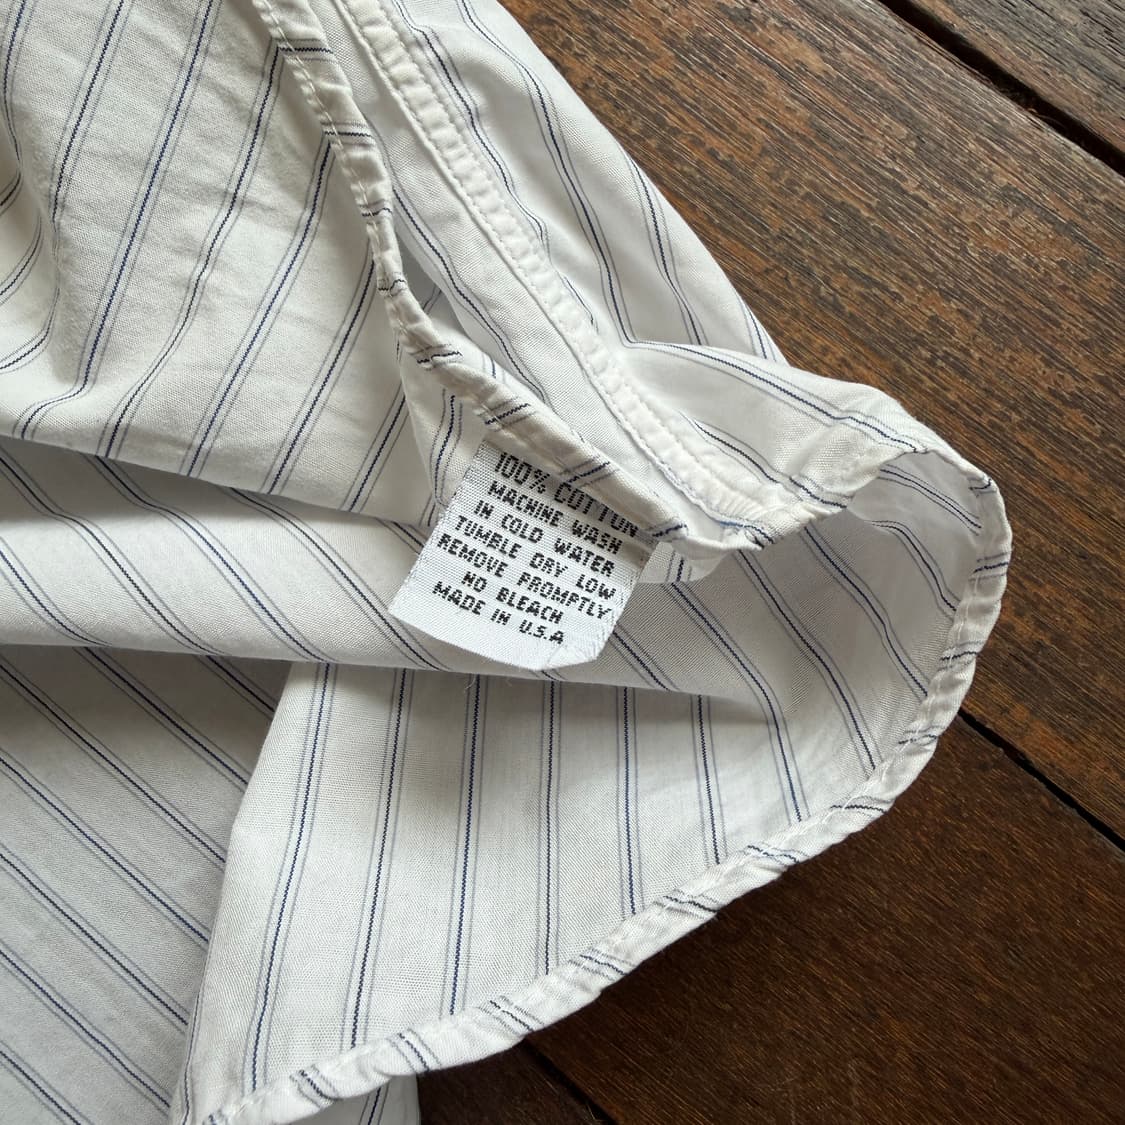 100% COTTON
MACHINE WASH
IN COLD WATER
TUMBLE DRY LOW
REMOVE PROMPTLY
NO BLEACH
MADE IN U.S.A